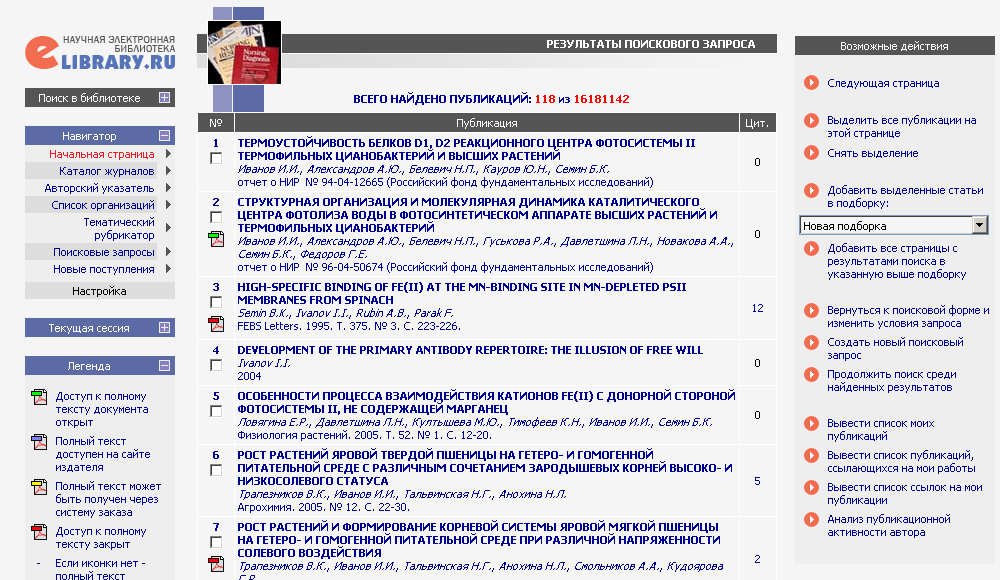 НАУЧНАЯ ЭЛЕКТРОННАЯ
БИБЛИОТЕКА
eLIBRARY.RU
Поиск в библиотеке
Навигатор
Начальная страница
Каталог журналов
Авторский указатель
Список организаций
Тематический
рубрикатор
Поисковые запросы
Новые поступления
Настройка
Текущая сессия
Легенда
Доступ к полному
тексту документа
открыт
Полный текст
доступен на сайте
издателя
Полный текст может
быть получен через
систему заказа
Доступ к полному
тексту закрыт
- Если иконки нет -
полный текст
Nursing
Diagnosis
РЕЗУЛЬТАТЫ ПОИСКОВОГО ЗАПРОСА
ВСЕГО НАЙДЕНО ПУБЛИКАЦИЙ: 118 из 16181142
№ Публикация Цит.
1 ТЕРМОУСТОЙЧИВОСТЬ БЕЛКОВ D1, D2 РЕАКЦИОННОГО ЦЕНТРА ФОТОСИСТЕМЫ II
ТЕРМОФИЛЬНЫХ ЦИАНОБАКТЕРИЙ И ВЫСШИХ РАСТЕНИЙ
Иванов И.И., Александров А.Ю., Белевич Н.П., Кауров Ю.Н., Семин Б.К.
отчет о НИР № 94-04-12665 (Российский фонд фундаментальных исследований)
0
2 СТРУКТУРНАЯ ОРГАНИЗАЦИЯ И МОЛЕКУЛЯРНАЯ ДИНАМИКА КАТАЛИТИЧЕСКОГО
ЦЕНТРА ФОТОЛИЗА ВОДЫ В ФОТОСИНТЕТИЧЕСКОМ АППАРАТЕ ВЫСШИХ РАСТЕНИЙ И
ТЕРМОФИЛЬНЫХ ЦИАНОБАКТЕРИЙ
Иванов И.И., Александров А.Ю., Белевич Н.П., Гуськова Р.А., Давлетшина Л.Н., Новакова А.А.,
Семин Б.К., Федоров Г.Е.
отчет о НИР № 96-04-50674 (Российский фонд фундаментальных исследований)
0
3 HIGH-SPECIFIC BINDING OF FE(II) AT THE MN-BINDING SITE IN MN-DEPLETED PSII
MEMBRANES FROM SPINACH
Semin B.K., Ivanov I.I., Rubin A.B., Parak F.
FEBS Letters. 1995. Т. 375. № 3. С. 223-226.
12
4 DEVELOPMENT OF THE PRIMARY ANTIBODY REPERTOIRE: THE ILLUSION OF FREE WILL
Ivanov I.I.
2004
0
5 ОСОБЕННОСТИ ПРОЦЕССА ВЗАИМОДЕЙСТВИЯ КАТИОНОВ FE(II) С ДОНОРНОЙ СТОРОНОЙ
ФОТОСИСТЕМЫ II, НЕ СОДЕРЖАЩЕЙ МАРГАНЕЦ
Ловягина Е.Р., Давлетшина Л.Н., Култышева М.Ю., Тимофеев К.Н., Иванов И.И., Семин Б.К.
Физиология растений. 2005. Т. 52. № 1. С. 12-20.
0
6 РОСТ РАСТЕНИЙ ЯРОВОЙ ТВЕРДОЙ ПШЕНИЦЫ НА ГЕТЕРО- И ГОМОГЕННОЙ
ПИТАТЕЛЬНОЙ СРЕДЕ С РАЗЛИЧНЫМ СОЧЕТАНИЕМ ЗАРОДЫШЕВЫХ КОРНЕЙ ВЫСОКО- И
НИЗКОСОЛЕВОГО СТАТУСА
Трапезников В.К., Иванов И.И., Тальвинская Н.Г., Анохина Н.Л.
Агрохимия. 2005. № 12. С. 22-30.
5
7 РОСТ РАСТЕНИЙ И ФОРМИРОВАНИЕ КОРНЕВОЙ СИСТЕМЫ ЯРОВОЙ МЯГКОЙ ПШЕНИЦЫ
НА ГЕТЕРО- И ГОМОГЕННОЙ ПИТАТЕЛЬНОЙ СРЕДЕ ПРИ РАЗЛИЧНОЙ НАПРЯЖЕННОСТИ
СОЛЕВОГО ВОЗДЕЙСТВИЯ
Трапезников В.К., Иванов И.И., Тальвинская Н.Г., Анохина Н.Л., Смольников А.А., Кудоярова
Г.Р.
2
Возможные действия
Следующая страница
Выделить все публикации на
этой странице
Снять выделение
Добавить выделенные статьи
в подборку:
Новая подборка
Добавить все страницы с
результатами поиска в
указанную выше подборку
Вернуться к поисковой форме и
изменить условия запроса
Создать новый поисковый
запрос
Продолжить поиск среди
найденных результатов
Вывести список моих
публикаций
Вывести список публикаций,
ссылающихся на мои работы
Вывести список ссылок на мои
публикации
Анализ публикационной
активности автора